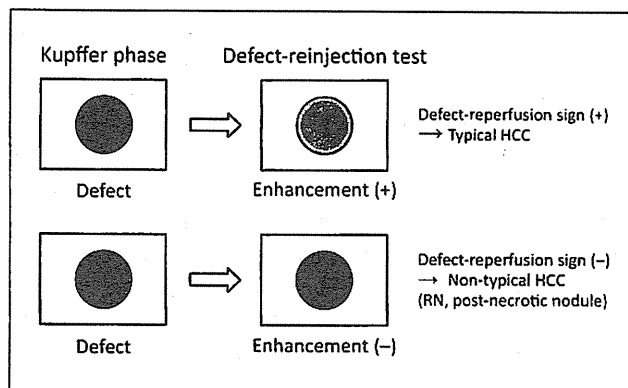 Kupffer phase
Defect-reinjection test
Defect
Enhancement (+)
Defect-reperfusion sign (+)
→ Typical HCC
Defect
Enhancement (–)
Defect-reperfusion sign (–)
→ Non-typical HCC
(RN, post-necrotic nodule)